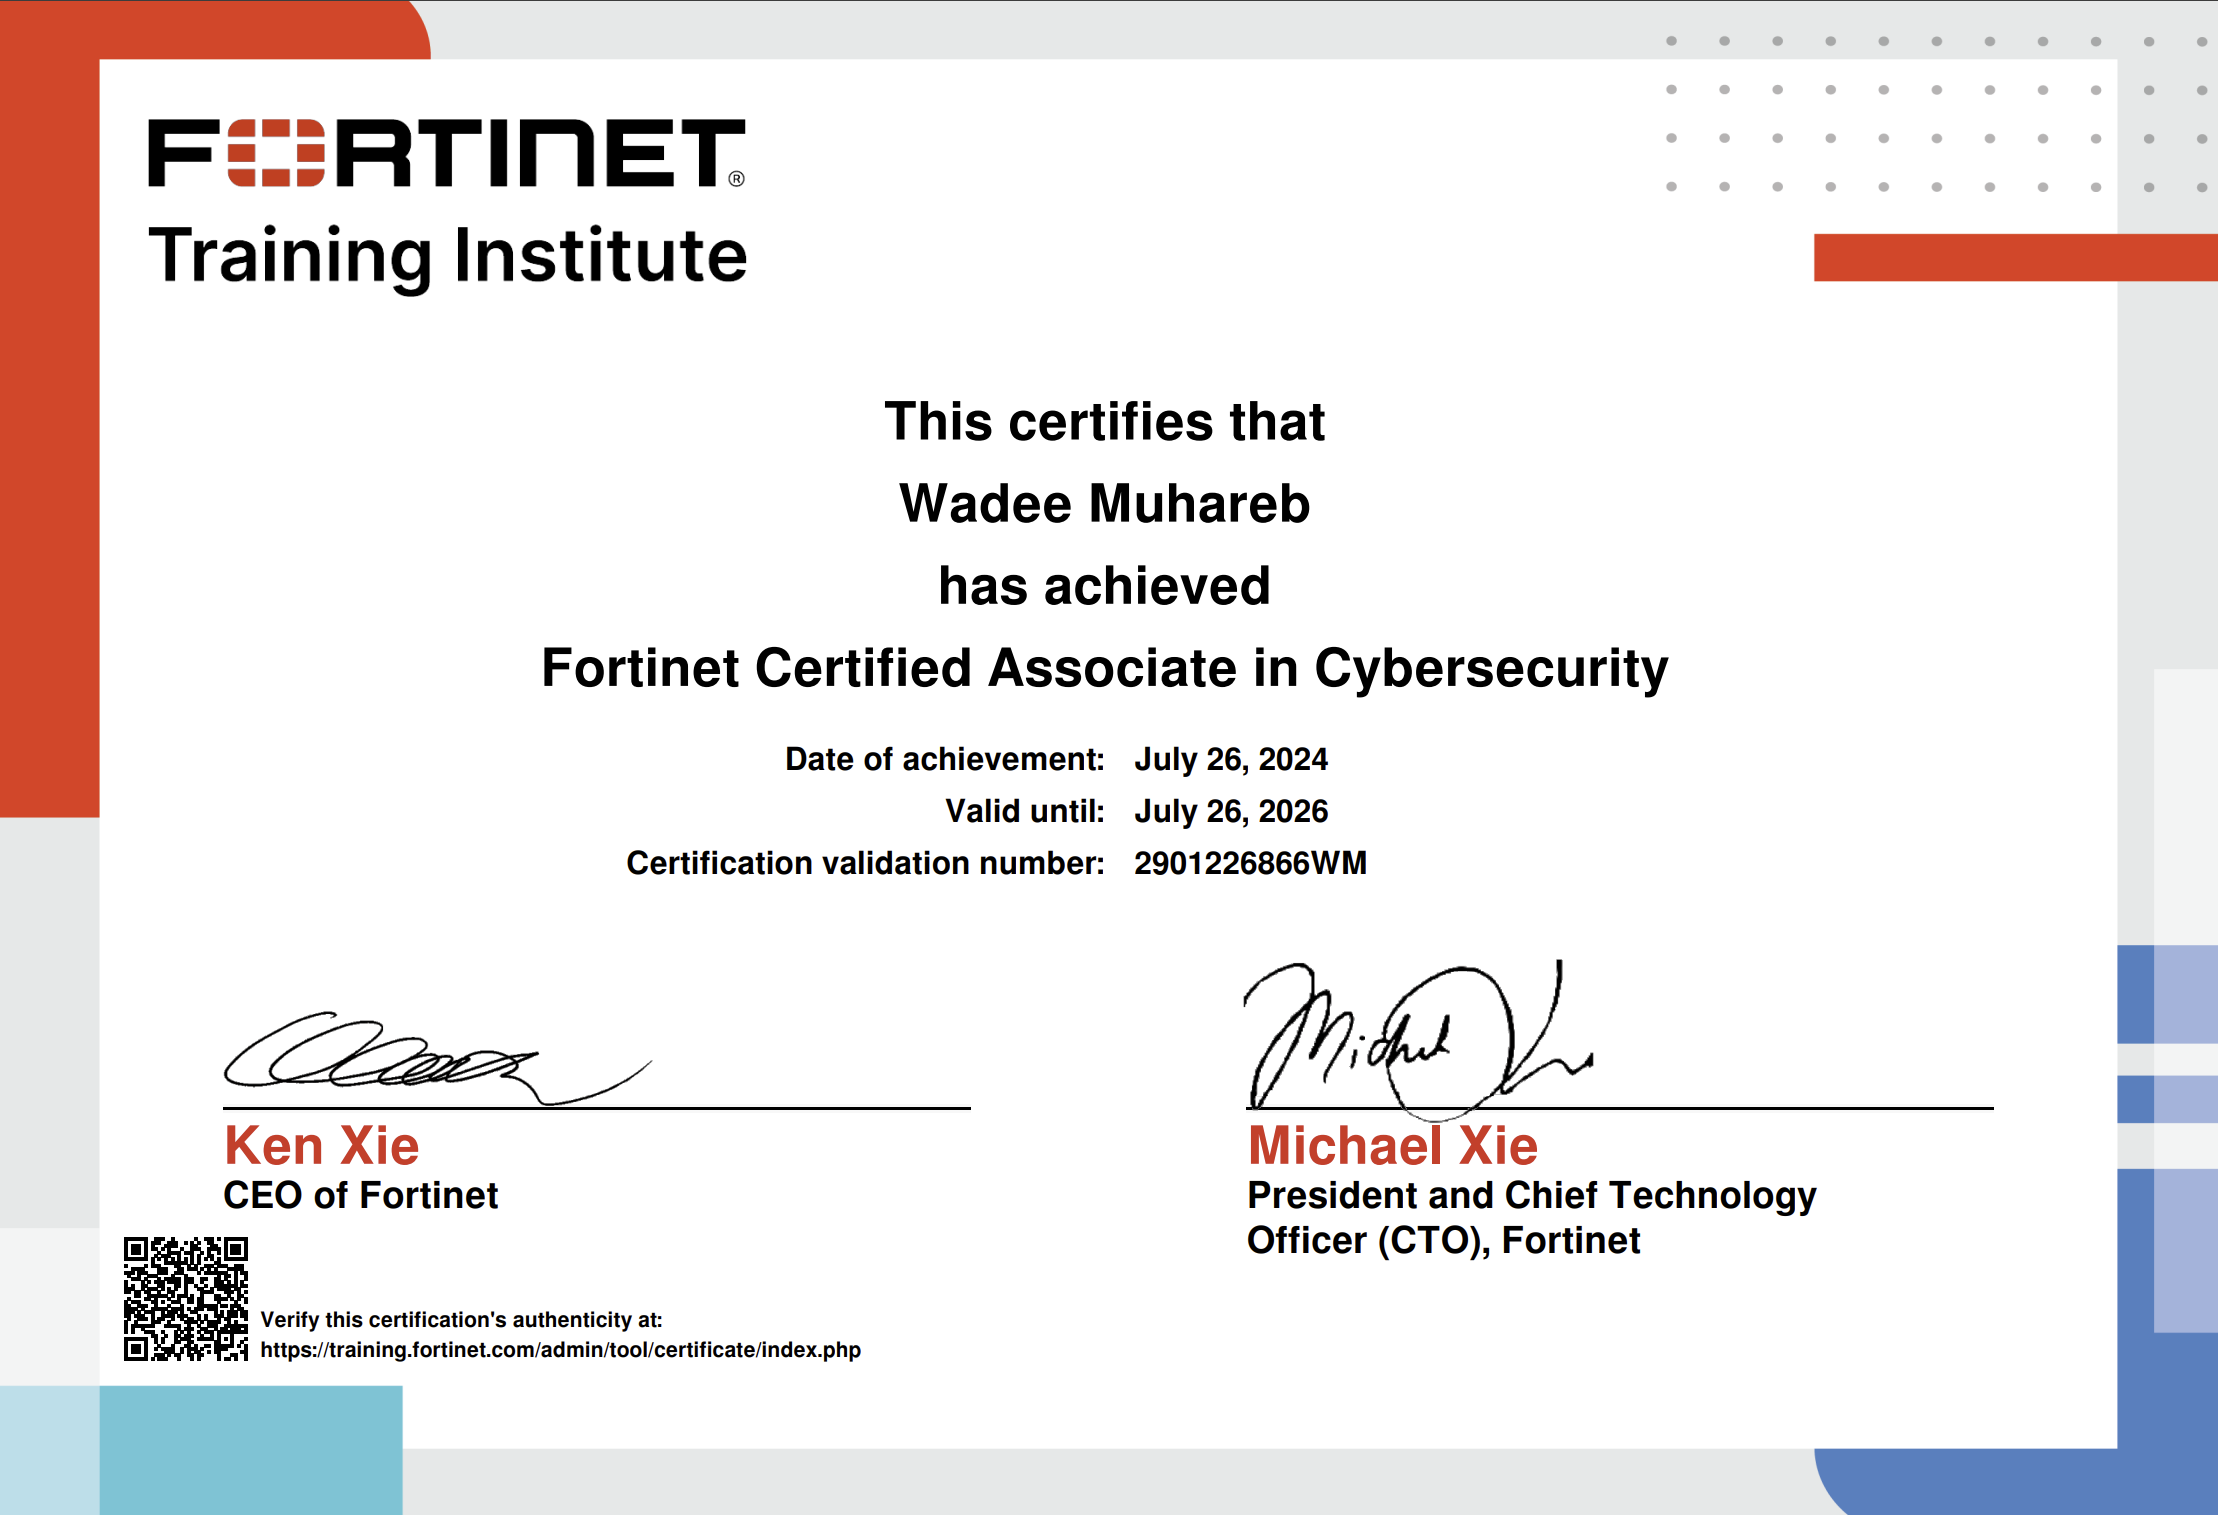 FORTINET®
Training Institute
This certifies that
Wadee Muhareb
has achieved
Fortinet Certified Associate in Cybersecurity
Date of achievement: July 26, 2024
Valid until: July 26, 2026
Certification validation number: 2901226866WM
Ken Xie
CEO of Fortinet
Michael Xie
President and Chief Technology
Officer (CTO), Fortinet
Verify this certification's authenticity at:
https://training.fortinet.com/admin/tool/certificate/index.php